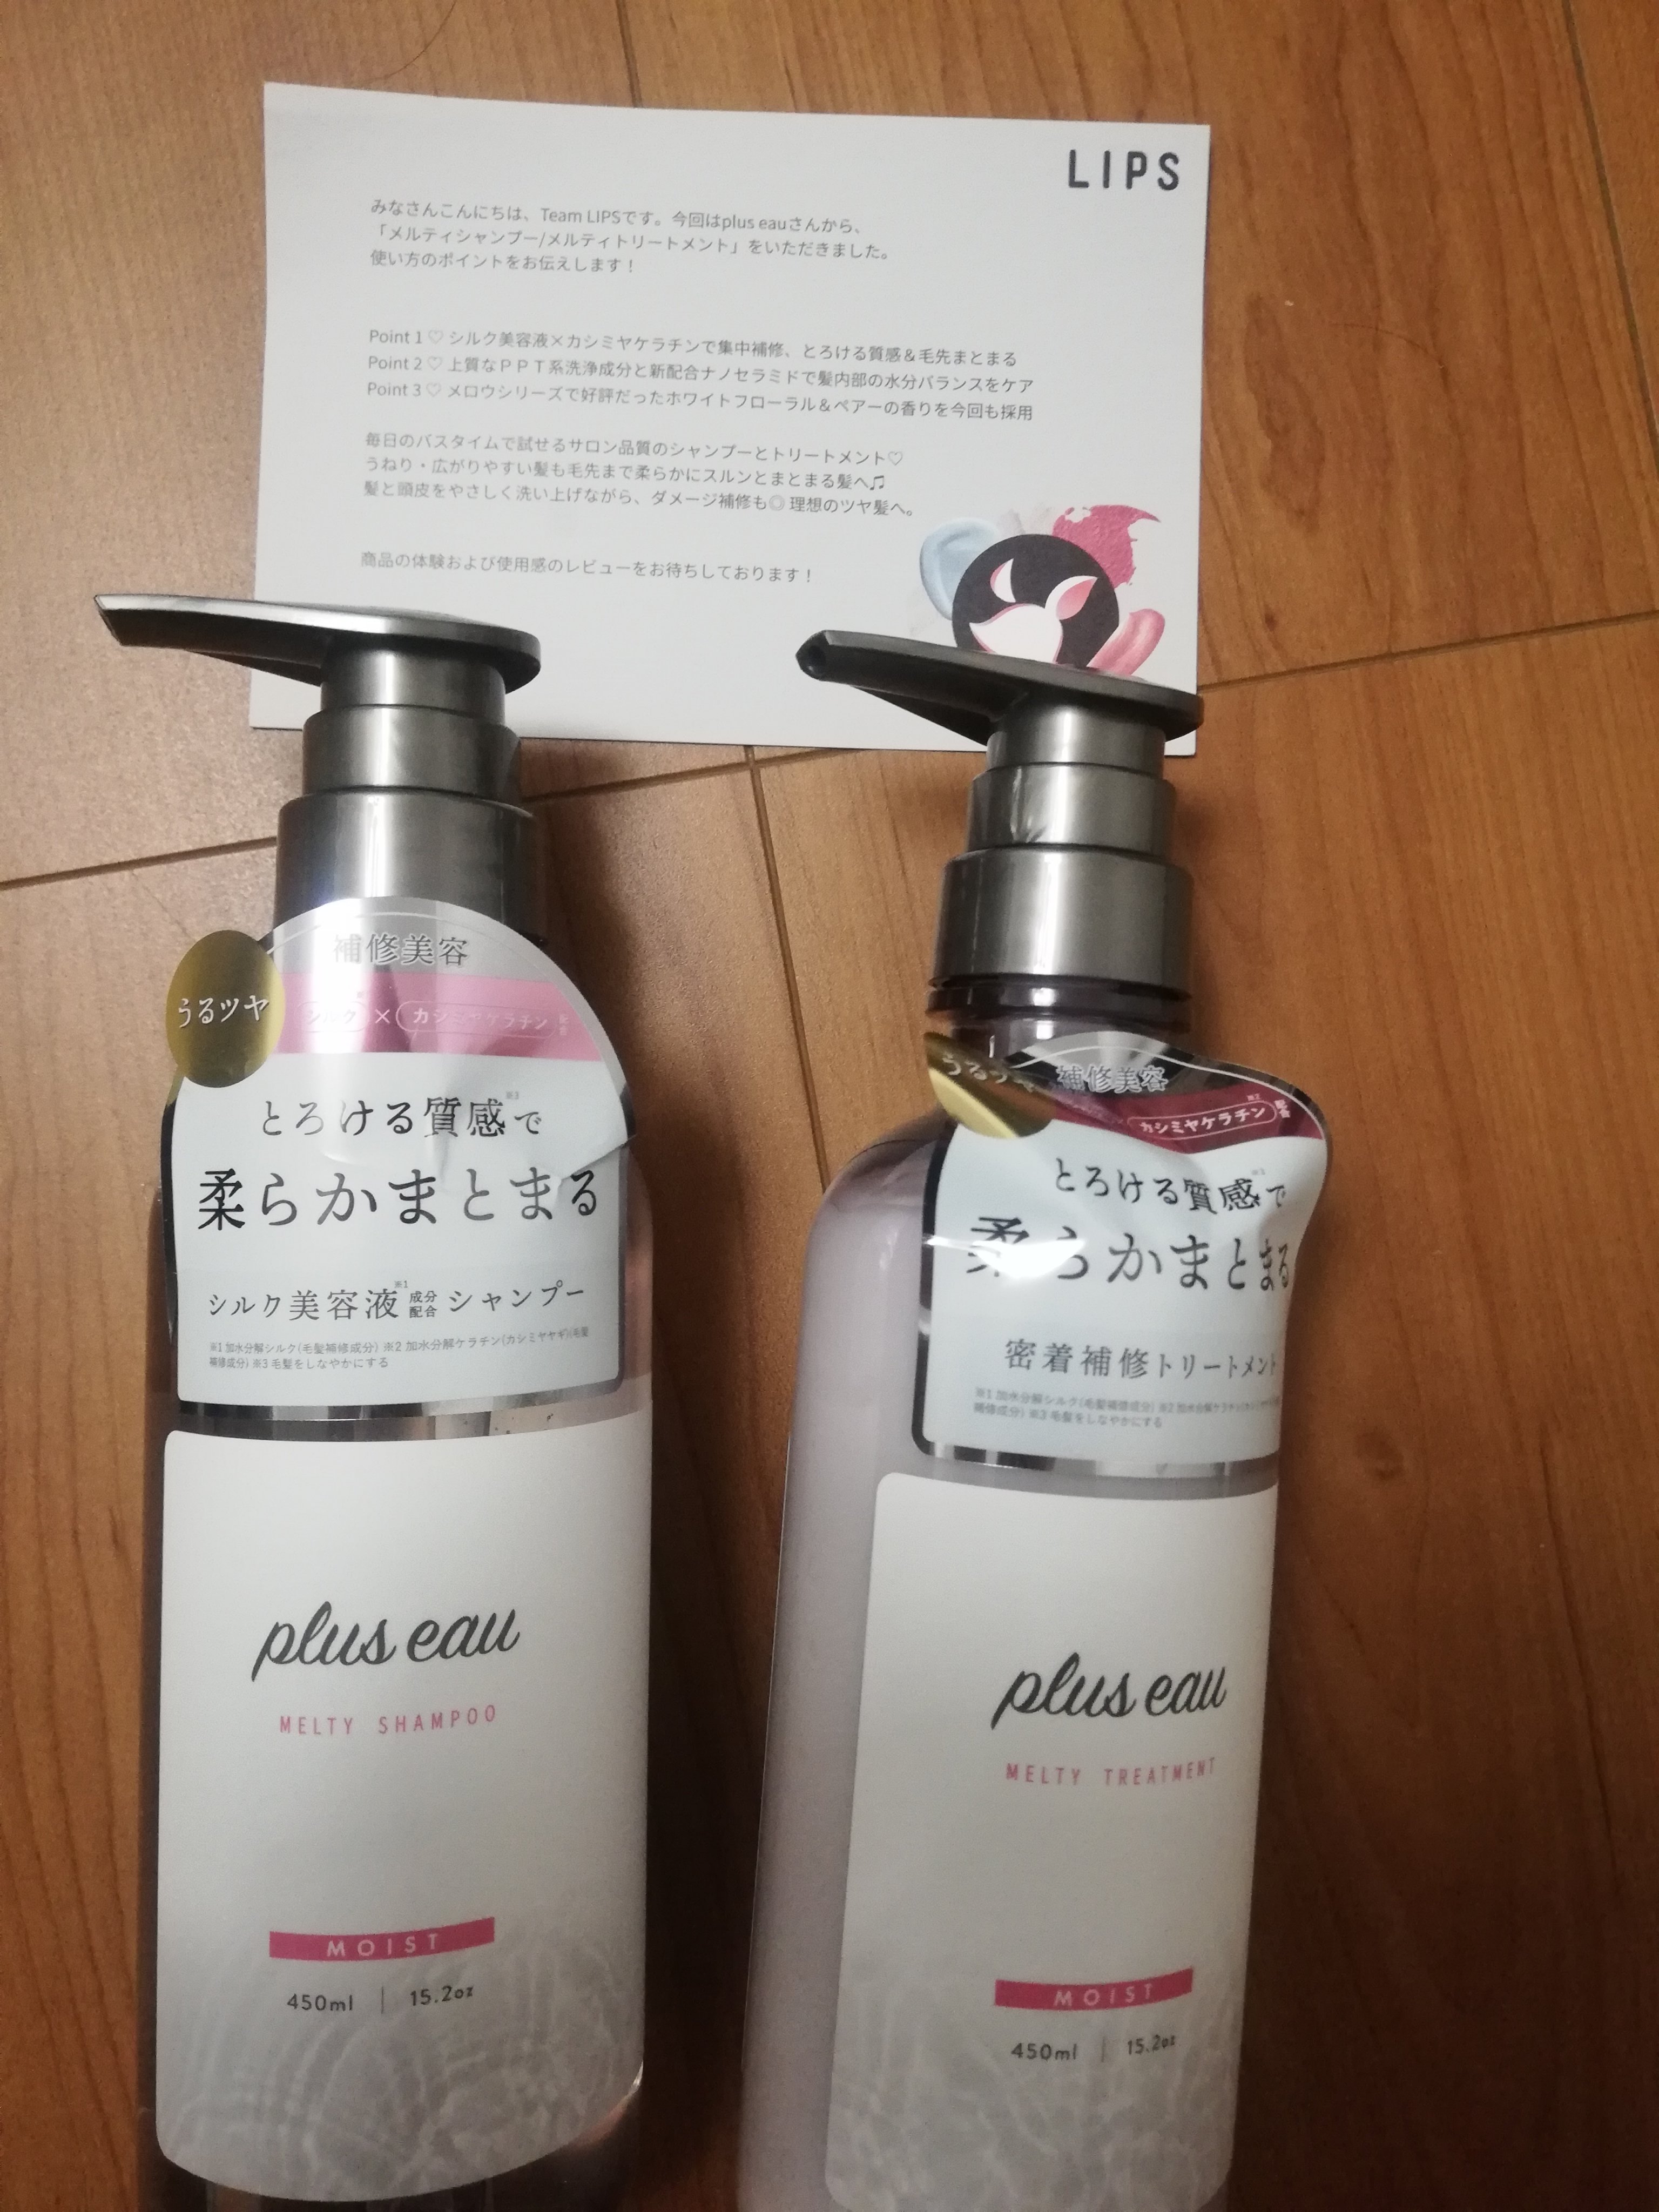 LIPS
みなさんこんにちは、Team LIPSです。今回はplus eauさんから、
「メルティシャンプー/メルティトリートメント」をいただきました。
使い方のポイントをお伝えします！
Point 1 ♡ シルク美容液×カシミヤケラチンで集中補修、とろける質感＆毛先まとまる
Point 2 ♡ 上質なＰＰＴ系洗浄成分と新配合ナノセラミドで髪内部の水分バランスをケア
Point 3 ♡ メロウシリーズで好評だったホワイトフローラル＆ペアーの香りを今回も採用
毎日のバスタイムで試せるサロン品質のシャンプーとトリートメント♡
うねり・広がりやすい髪も毛先まで柔らかにスルンとまとまる髪へ♫
髪と頭皮をやさしく洗い上げながら、ダメージ補修も◎ 理想のツヤ髪へ。
商品の体験および使用感のレビューをお待ちしております！
補修美容
うるツヤ
シルク × カシミヤケラチン 配合
とろける質感※3で
柔らかまとまる
シルク美容液※1 成分配合 シャンプー
※1 加水分解シルク(毛髪補修成分) ※2 加水分解ケラチン(カシミヤヤギ)(毛髪
補修成分) ※3 毛髪をしなやかにする
plus eau
MELTY SHAMPOO
MOIST
450ml | 15.2oz
補修美容
うるツヤ
カシミヤケラチン ※2 配合
とろける質感※3で
柔らかまとまる
密着補修トリートメント
※1 加水分解シルク(毛髪補修成分) ※2 加水分解ケラチン
補修成分) ※3 毛髪をしなやかにする
plus eau
MELTY TREATMENT
MOIST
450ml | 15.2oz